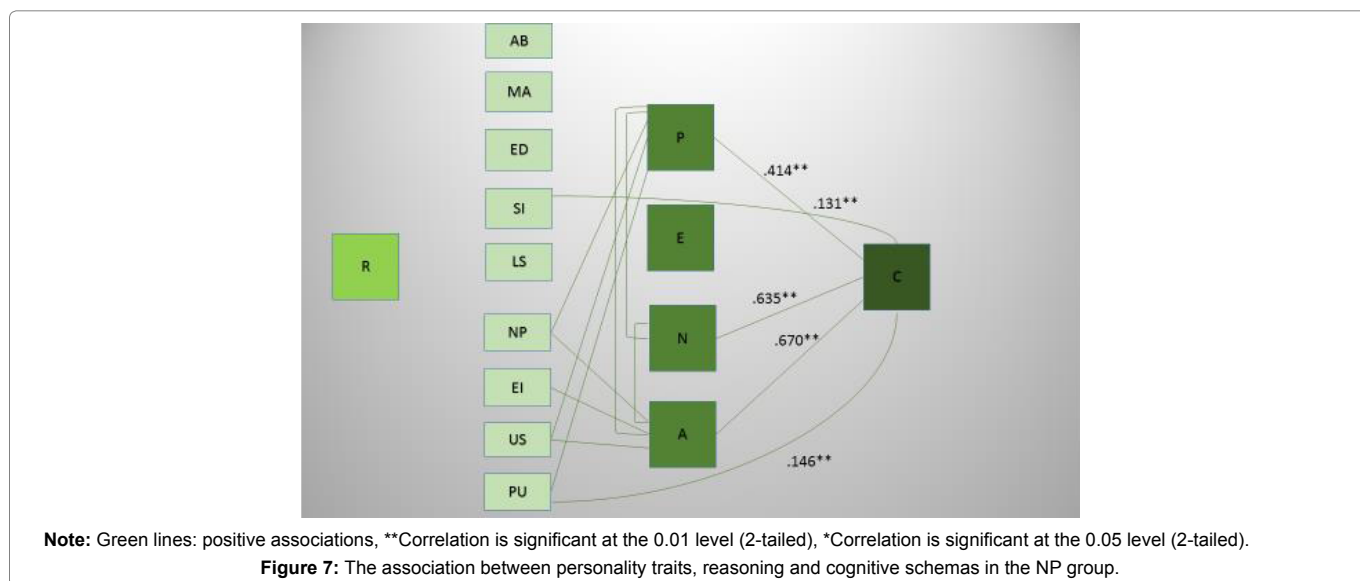 AB
MA
ED
SI
LS
NP
EI
US
PU
R
P
E
N
A
C
.414**
.131**
.635**
.670**
.146**
Note: Green lines: positive associations, **Correlation is significant at the 0.01 level (2-tailed), *Correlation is significant at the 0.05 level (2-tailed).
Figure 7: The association between personality traits, reasoning and cognitive schemas in the NP group.